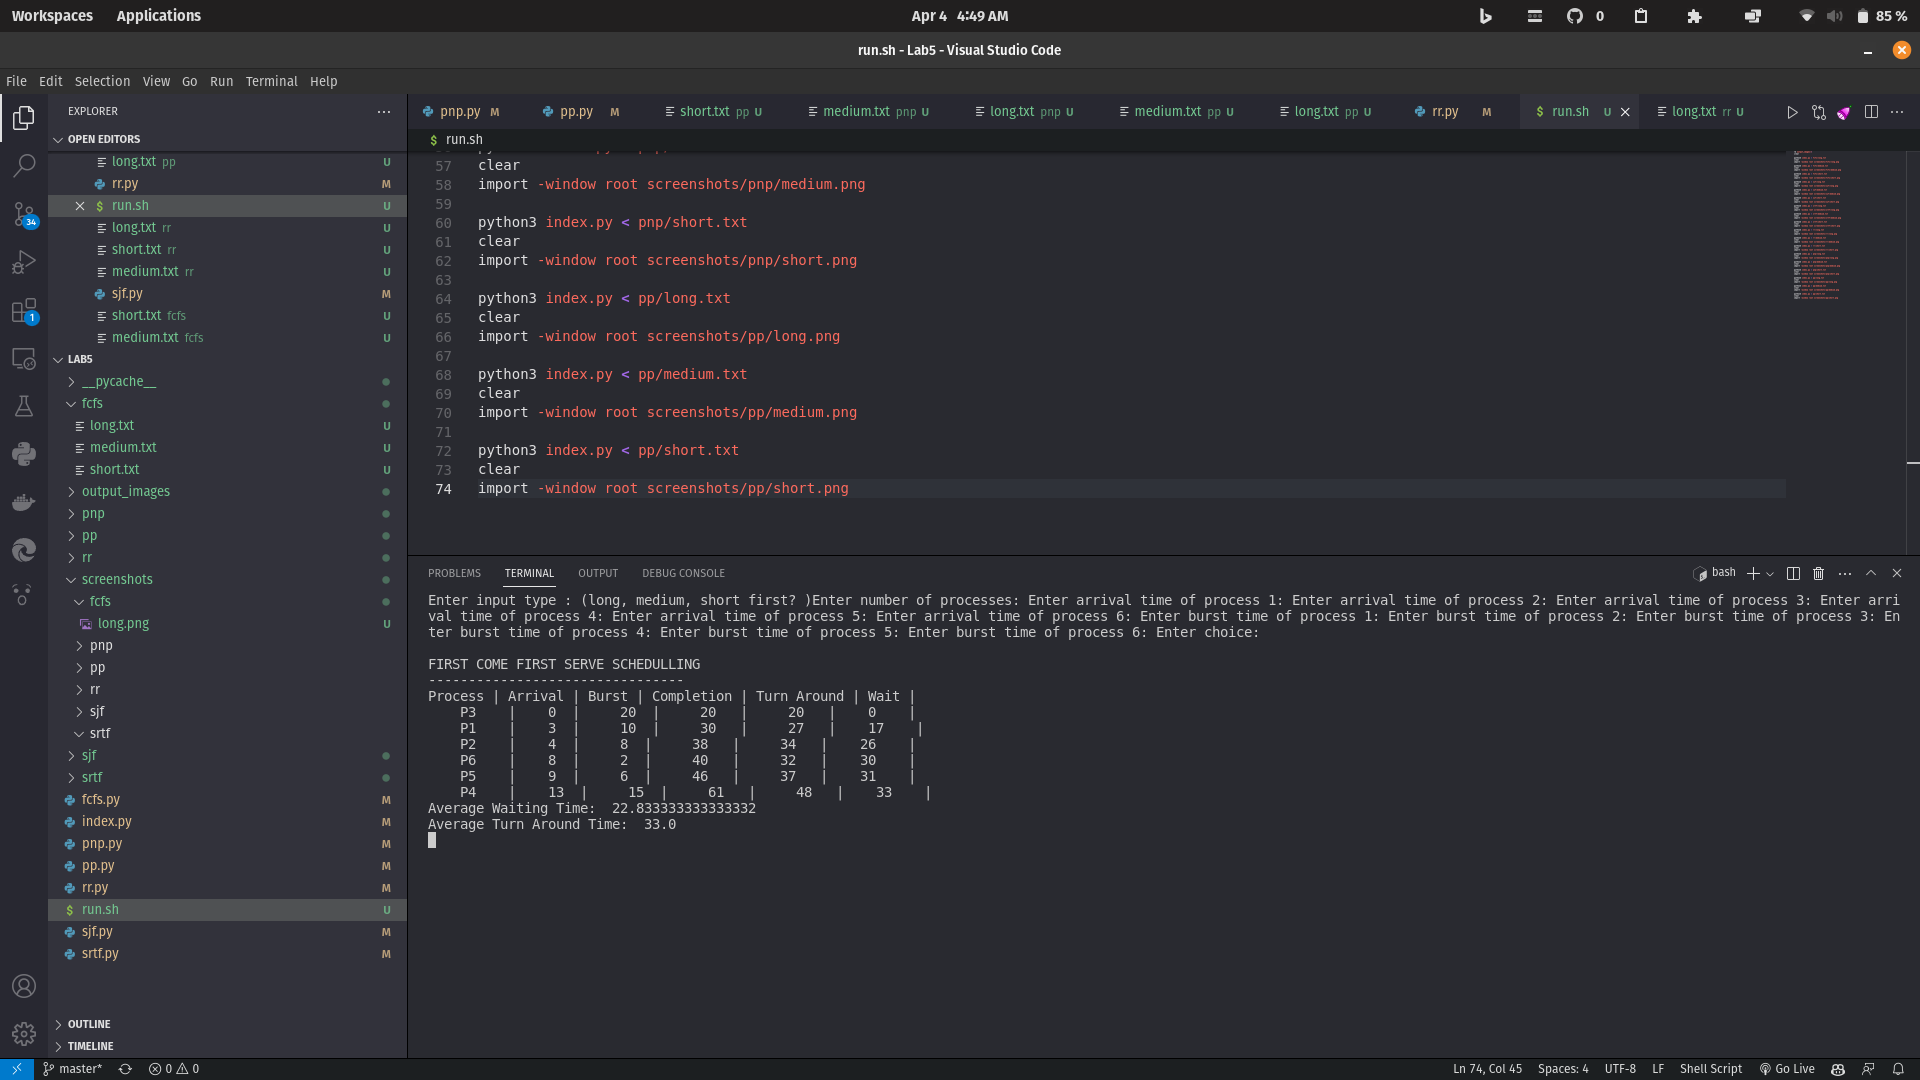 Workspaces Applications Apr 4 4:49 AM 0 85 %
run.sh - Lab5 - Visual Studio Code
File Edit Selection View Go Run Terminal Help
EXPLORER
OPEN EDITORS
long.txt pp U
rr.py M
run.sh U
long.txt rr U
short.txt rr U
medium.txt rr U
sjf.py M
short.txt fcfs U
medium.txt fcfs U
LAB5
__pycache__
fcfs
long.txt U
medium.txt U
short.txt U
output_images
pnp
pp
rr
screenshots
fcfs
long.png U
pnp
pp
rr
sjf
srtf
sjf
srtf
fcfs.py M
index.py M
pnp.py M
pp.py M
rr.py M
run.sh U
sjf.py M
srtf.py M
OUTLINE
TIMELINE
34
1
pnp.py M pp.py M short.txt pp U medium.txt pnp U long.txt pnp U medium.txt pp U long.txt pp U rr.py M run.sh U long.txt rr U
$ run.sh
57 clear
58 import -window root screenshots/pnp/medium.png
59
60 python3 index.py < pnp/short.txt
61 clear
62 import -window root screenshots/pnp/short.png
63
64 python3 index.py < pp/long.txt
65 clear
66 import -window root screenshots/pp/long.png
67
68 python3 index.py < pp/medium.txt
69 clear
70 import -window root screenshots/pp/medium.png
71
72 python3 index.py < pp/short.txt
73 clear
74 import -window root screenshots/pp/short.png
PROBLEMS TERMINAL OUTPUT DEBUG CONSOLE bash
Enter input type : (long, medium, short first? )Enter number of processes: Enter arrival time of process 1: Enter arrival time of process 2: Enter arrival time of process 3: Enter arri
val time of process 4: Enter arrival time of process 5: Enter arrival time of process 6: Enter burst time of process 1: Enter burst time of process 2: Enter burst time of process 3: En
ter burst time of process 4: Enter burst time of process 5: Enter burst time of process 6: Enter choice:
FIRST COME FIRST SERVE SCHEDULLING
--------------------------------
Process | Arrival | Burst | Completion | Turn Around | Wait |
P3 | 0 | 20 | 20 | 20 | 0 |
P1 | 3 | 10 | 30 | 27 | 17 |
P2 | 4 | 8 | 38 | 34 | 26 |
P6 | 8 | 2 | 40 | 32 | 30 |
P5 | 9 | 6 | 46 | 37 | 31 |
P4 | 13 | 15 | 61 | 48 | 33 |
Average Waiting Time: 22.833333333333332
Average Turn Around Time: 33.0
master* 0 0 Ln 74, Col 45 Spaces: 4 UTF-8 LF Shell Script Go Live